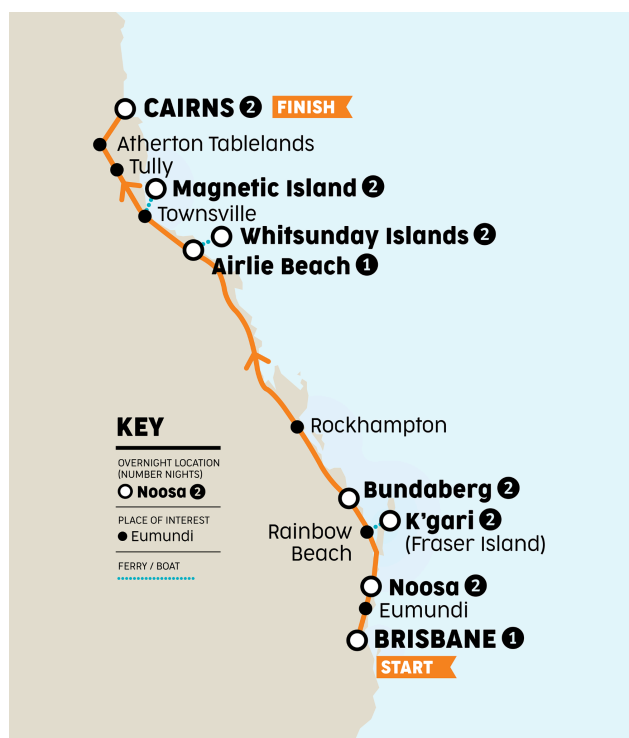 CAIRNS 2 FINISH
Atherton Tablelands
Tully
Magnetic Island 2
Townsville
Whitsunday Islands 2
Airlie Beach 1
Rockhampton
KEY
OVERNIGHT LOCATION
(NUMBER NIGHTS)
Noosa 2
PLACE OF INTEREST
Eumundi
FERRY / BOAT
Bundaberg 2
K'gari 2
(Fraser Island)
Rainbow
Beach
Noosa 2
Eumundi
BRISBANE 1
START